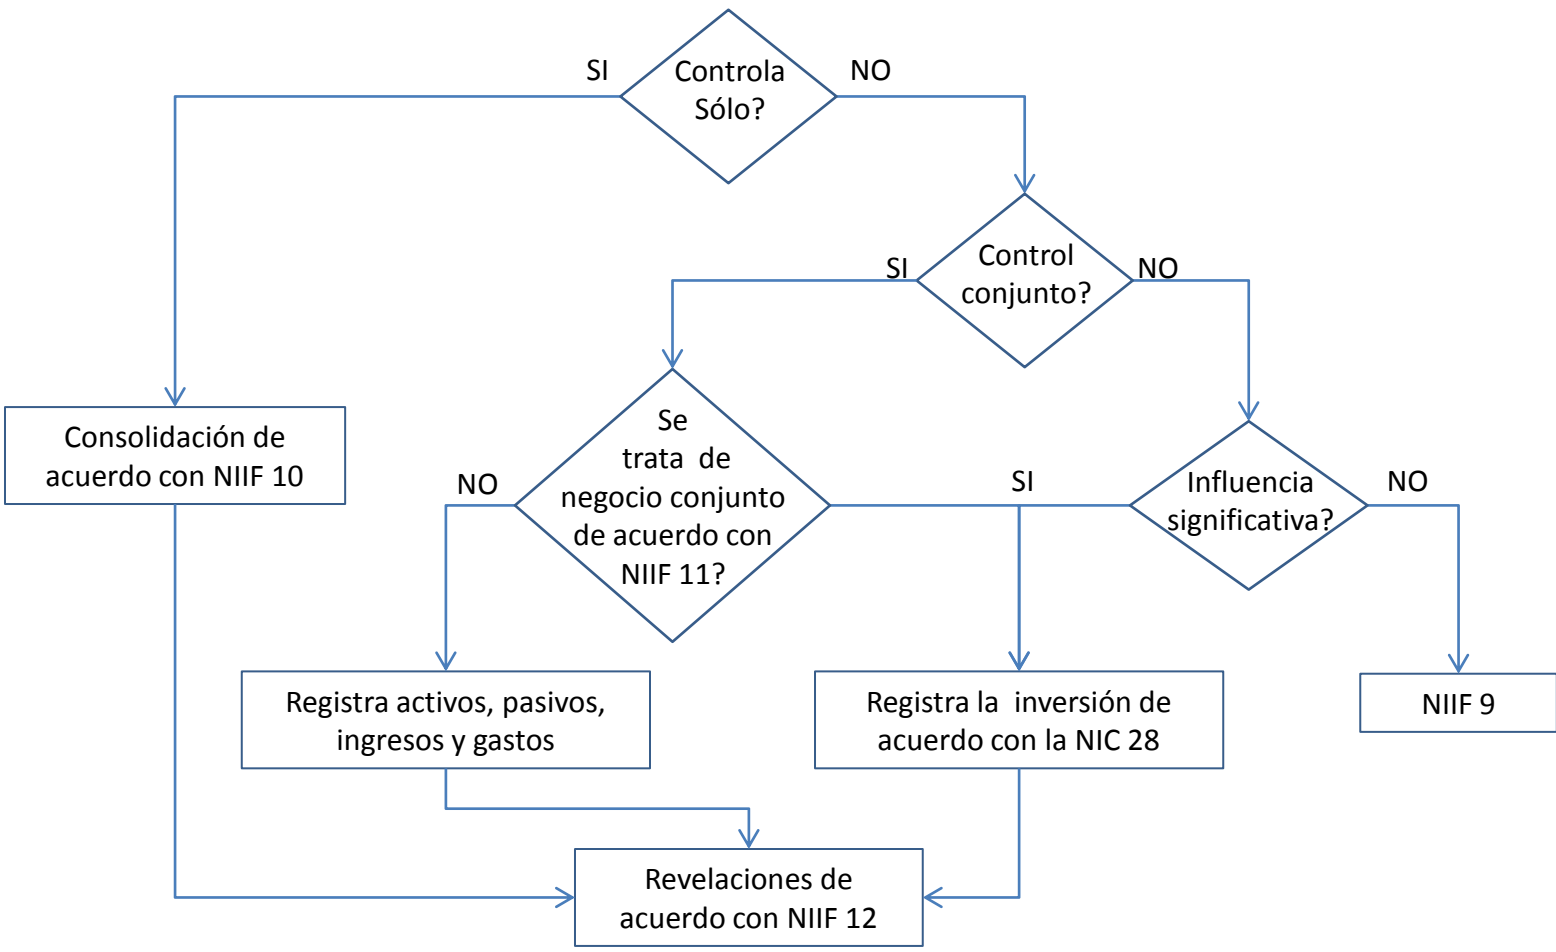 SI
Controla
Sólo?
NO
SI
Control
conjunto?
NO
Consolidación de
acuerdo con NIIF 10
NO
Se
trata de
negocio conjunto
de acuerdo con
NIIF 11?
SI
Influencia
significativa?
NO
Registra activos, pasivos,
ingresos y gastos
Registra la inversión de
acuerdo con la NIC 28
NIIF 9
Revelaciones de
acuerdo con NIIF 12